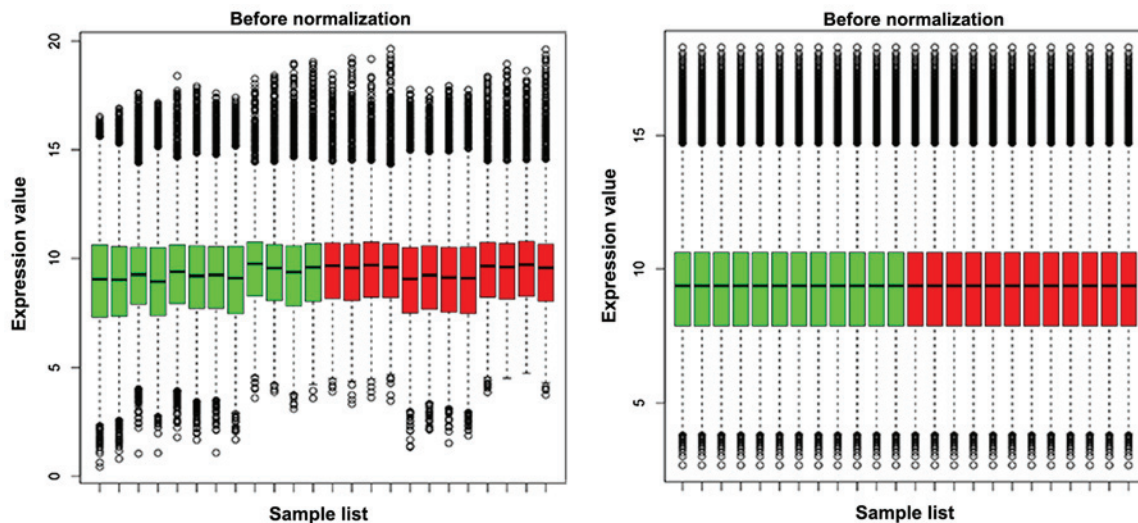 Before normalization
Expression value
20
15
10
5
0
Sample list
Before normalization
Expression value
15
10
5
Sample list